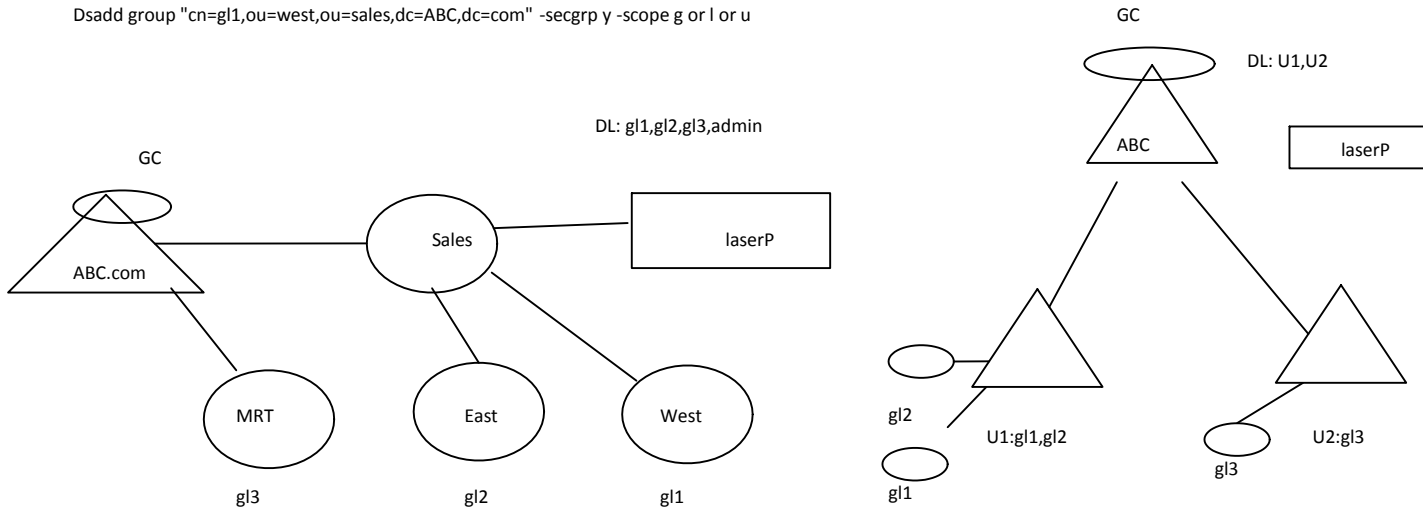 Dsadd group "cn=gl1,ou=west,ou=sales,dc=ABC,dc=com" -secgrp y -scope g or l or u
DL: gl1,gl2,gl3,admin
GC
ABC.com
Sales
laserP
MRT
East
West
gl3
gl2
gl1
GC
DL: U1,U2
ABC
laserP
gl2
U1:gl1,gl2
gl1
U2:gl3
gl3